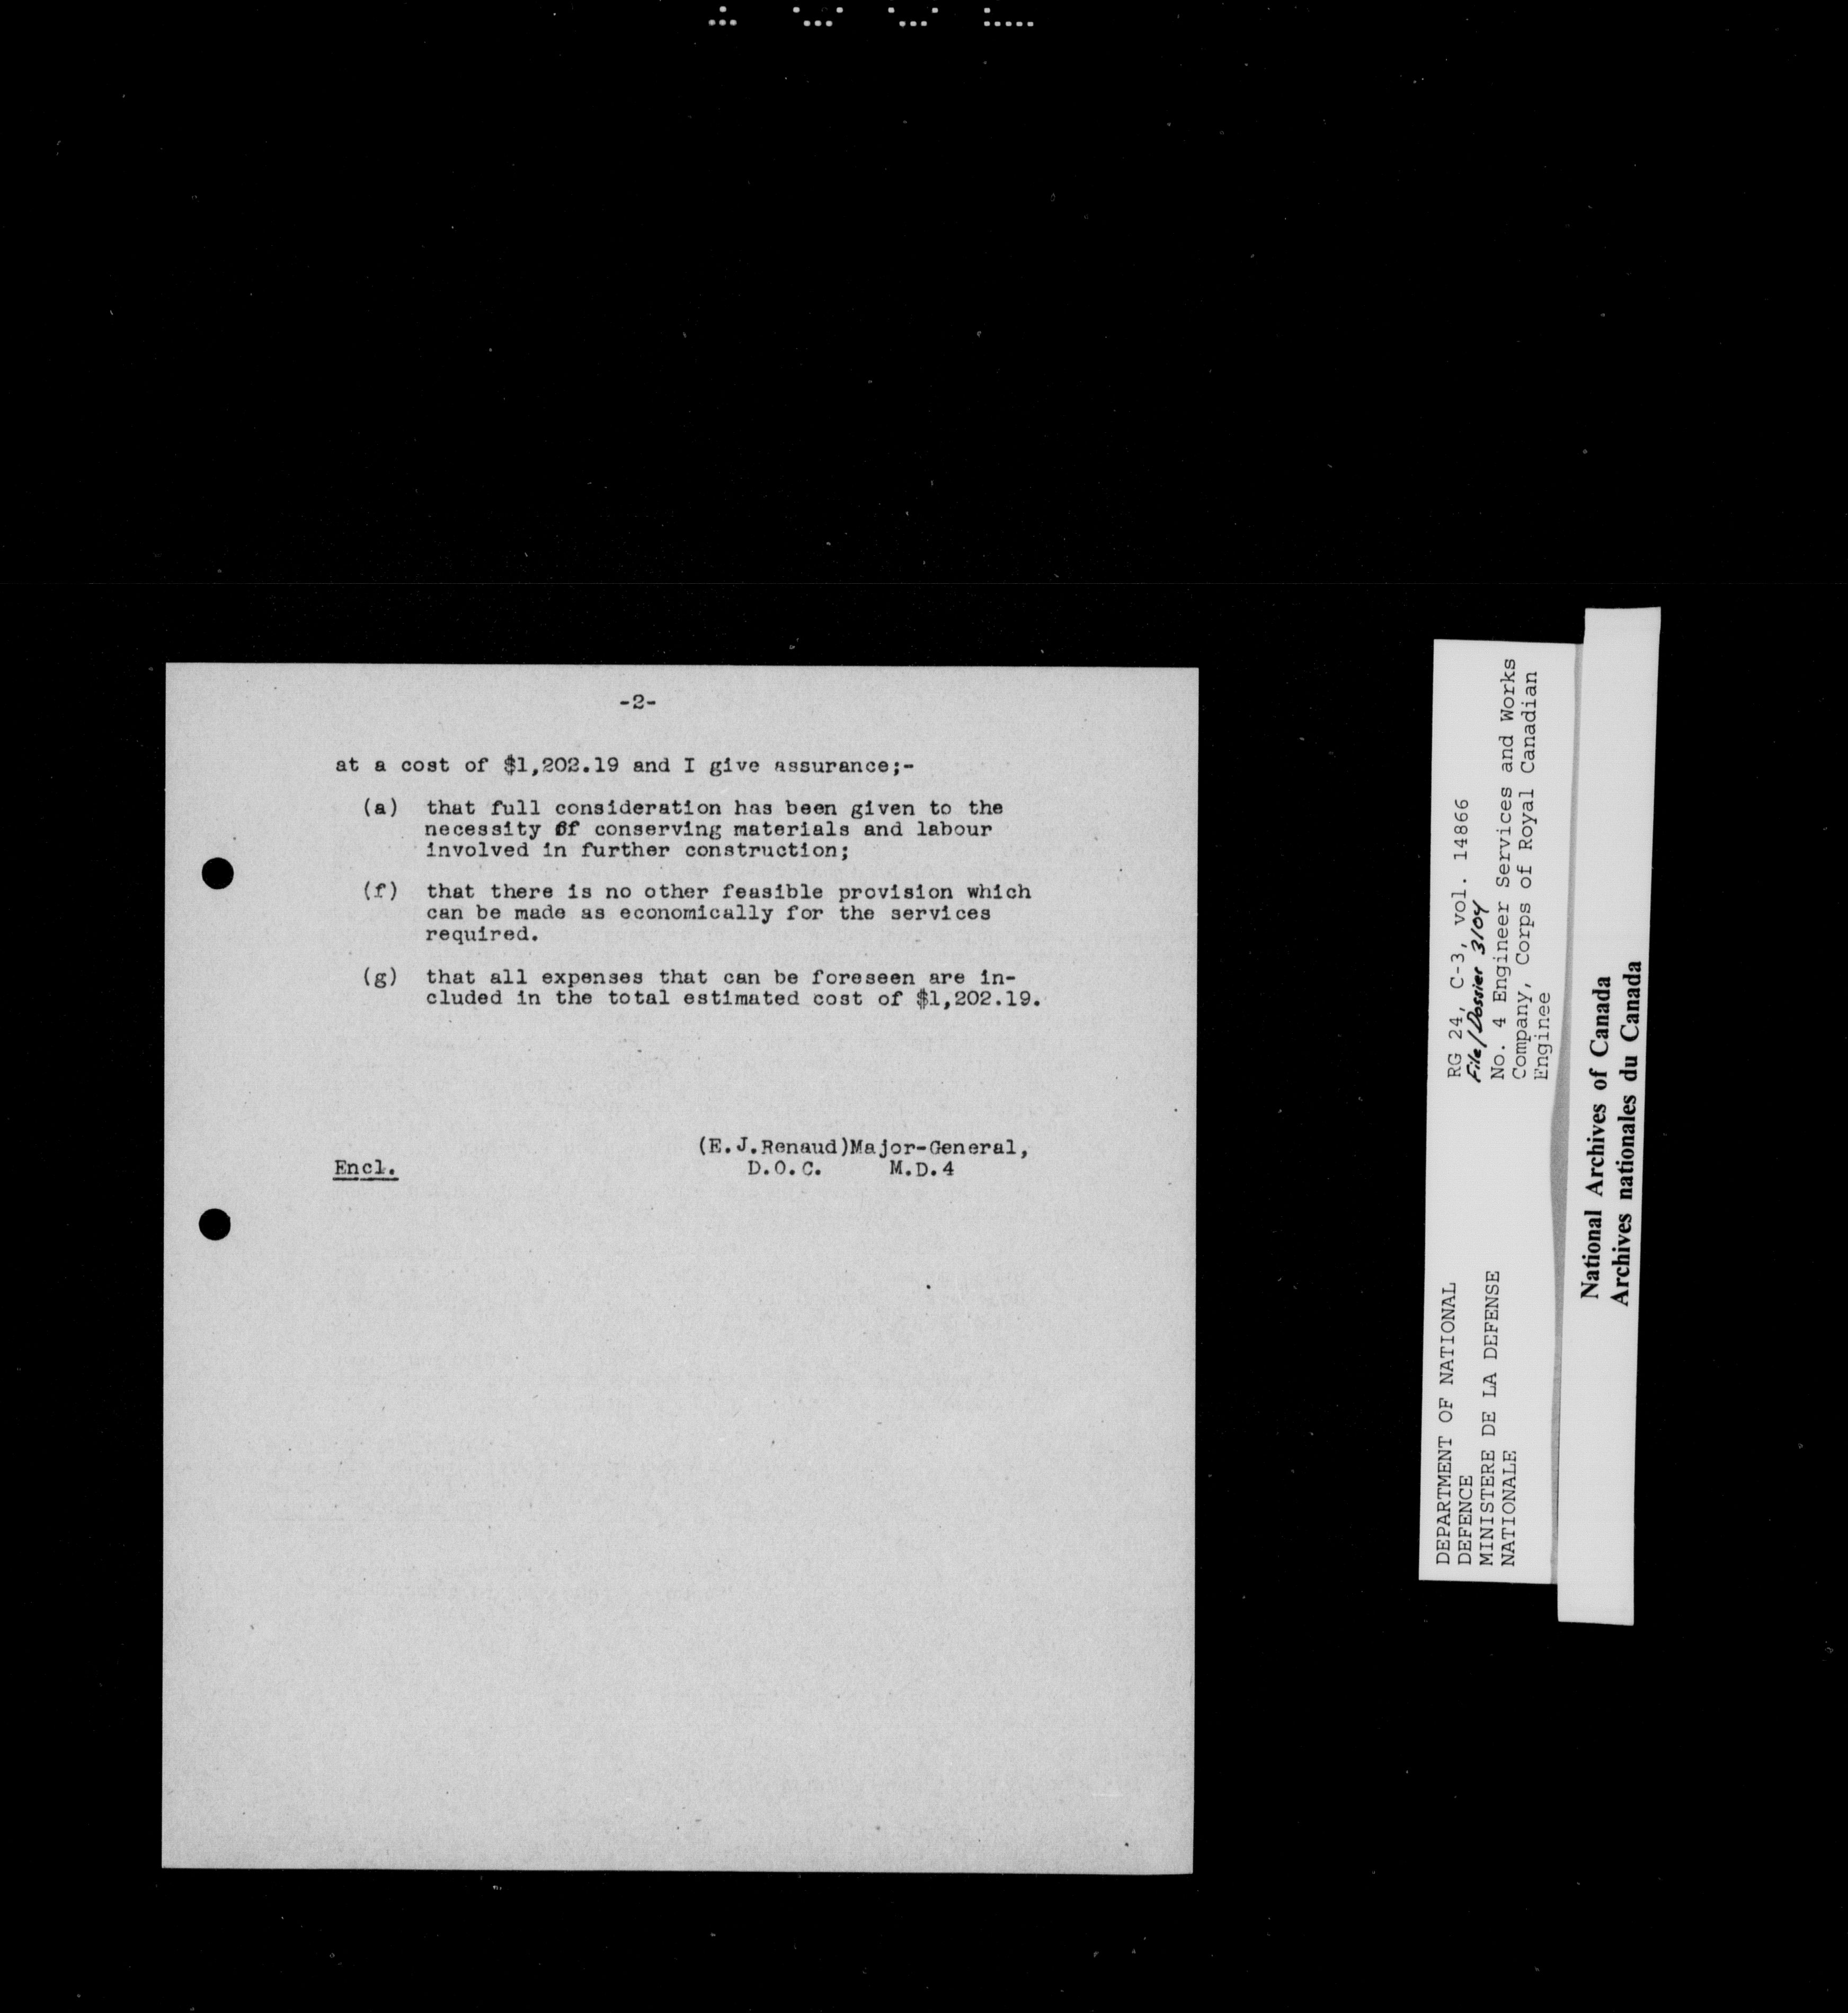 -2-
at a cost of $1,202.19 and I give assurance;-
(a) that full consideration has been given to the
necessity of conserving materials and labour
involved in further construction;
(f) that there is no other feasible provision which
can be made as economically for the services
required.
(g) that all expenses that can be foreseen are in-
cluded in the total estimated cost of $1,202.19.
(E.J.Renaud)Major-General,
Encl. D.O.C. M.D.4
DEPARTMENT OF NATIONAL
DEFENCE
MINISTERE DE LA DEFENSE
NATIONALE
RG 24, C-3, vol. 14866
File/Dossier 3104
No. 4 Engineer Services and Works
Company, Corps of Royal Canadian
Enginee
National Archives of Canada
Archives nationales du Canada